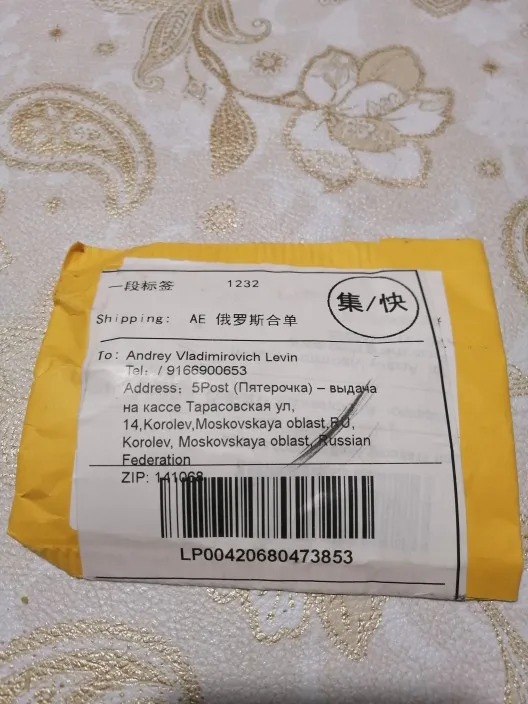 一段标签 1232
集/快
Shipping: AE 俄罗斯合单
To: Andrey Vladimirovich Levin
Tel: / 9166900653
Address: 5Post (Пятерочка) – выдача
на кассе Тарасовская ул,
14,Korolev,Moskovskaya oblast,RU,
Korolev, Moskovskaya oblast, Russian
Federation
ZIP: 141068
LP00420680473853